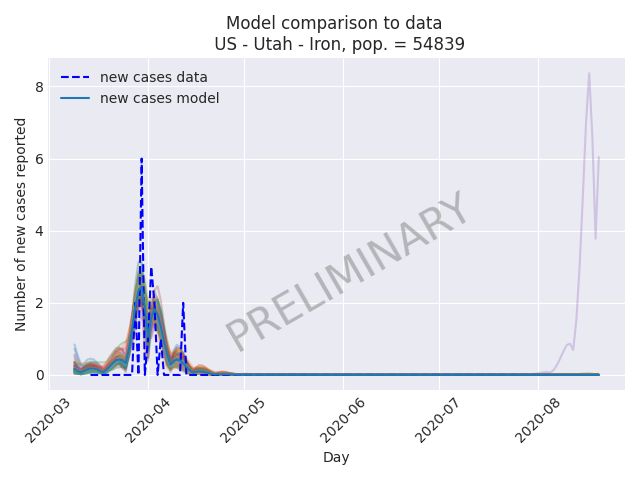 Model comparison to data
US - Utah - Iron, pop. = 54839
new cases data
new cases model
Number of new cases reported
8
6
4
2
0
PRELIMINARY
2020-03
2020-04
2020-05
2020-06
2020-07
2020-08
Day